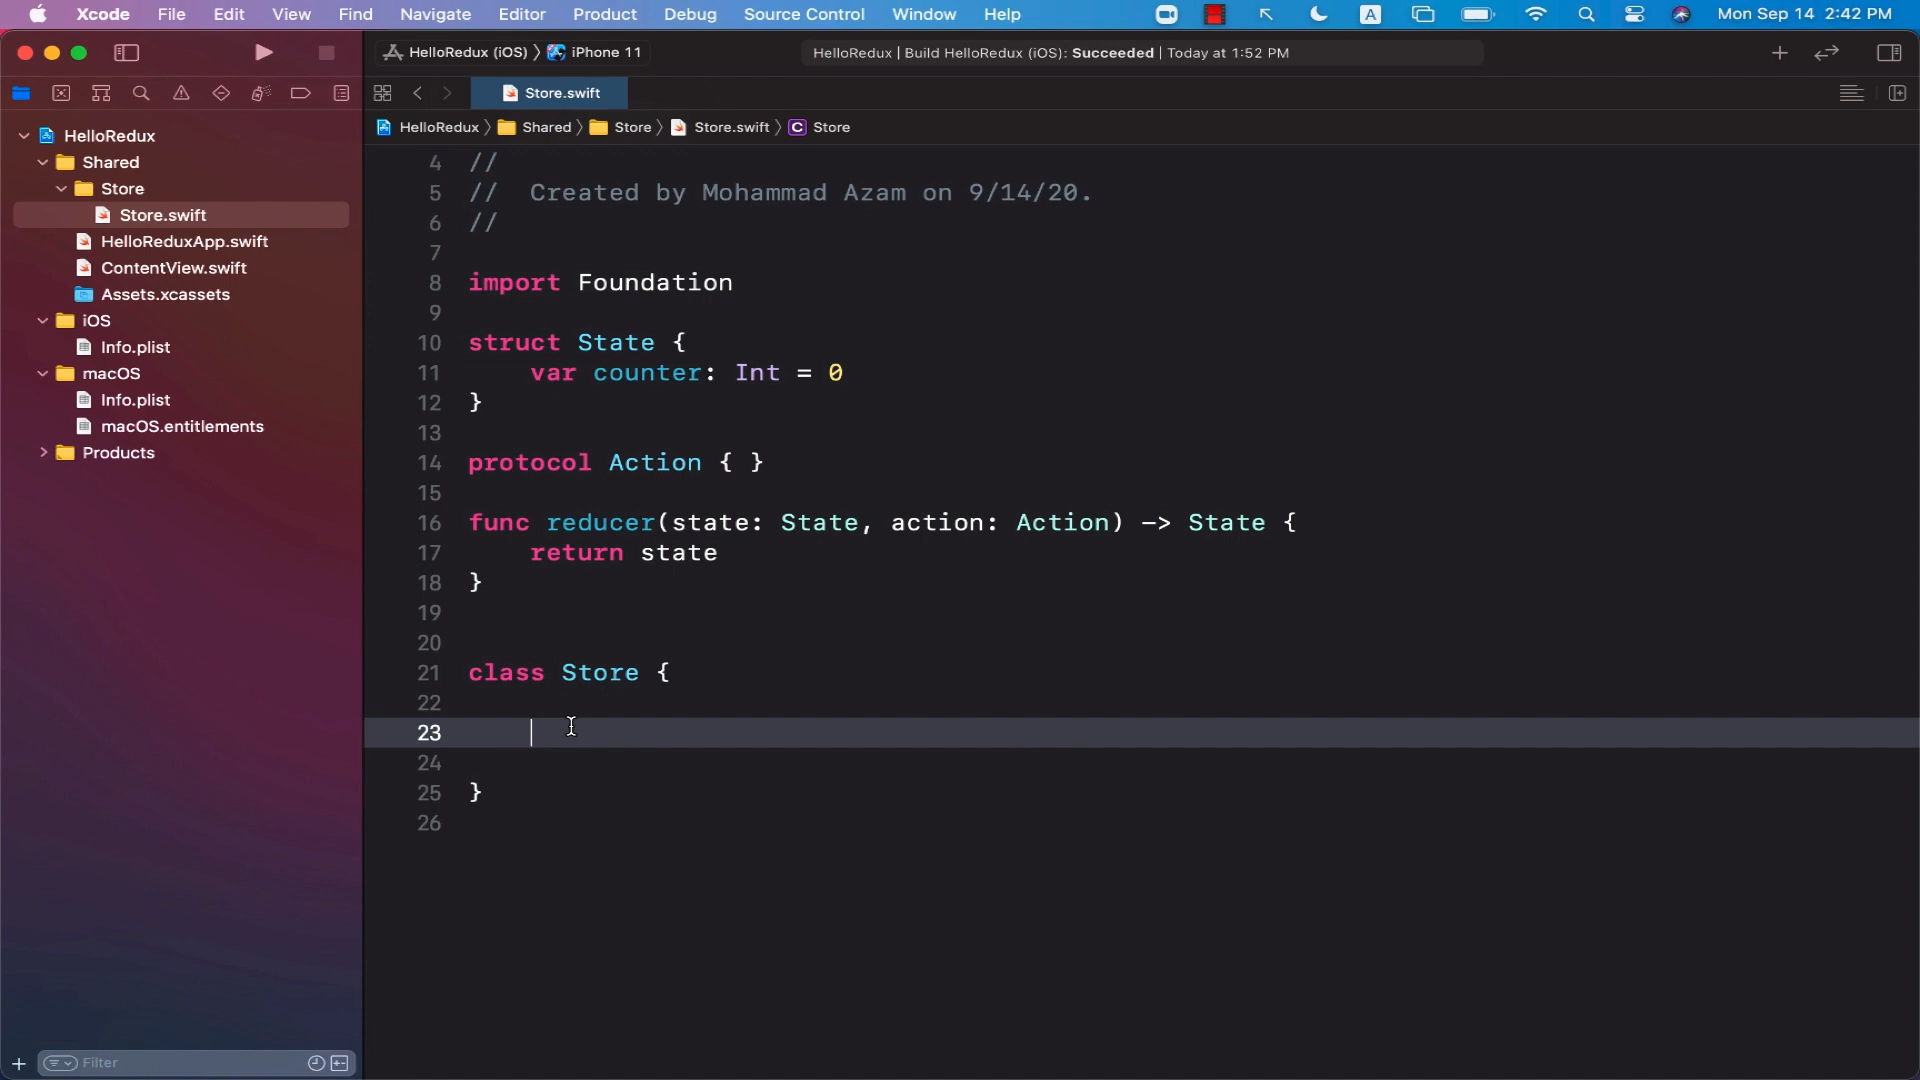 Xcode File Edit View Find Navigate Editor Product Debug Source Control Window Help A Mon Sep 14 2:42 PM
HelloRedux (iOS) iPhone 11 HelloRedux | Build HelloRedux (iOS): Succeeded | Today at 1:52 PM
Store.swift
HelloRedux Shared Store Store.swift C Store
HelloRedux
Shared
Store
Store.swift
HelloReduxApp.swift
ContentView.swift
Assets.xcassets
iOS
Info.plist
macOS
Info.plist
macOS.entitlements
Products
Filter
4 //
5 // Created by Mohammad Azam on 9/14/20.
6 //
7
8 import Foundation
9
10 struct State {
11 var counter: Int = 0
12 }
13
14 protocol Action { }
15
16 func reducer(state: State, action: Action) -> State {
17 return state
18 }
19
20
21 class Store {
22
23
24
25 }
26